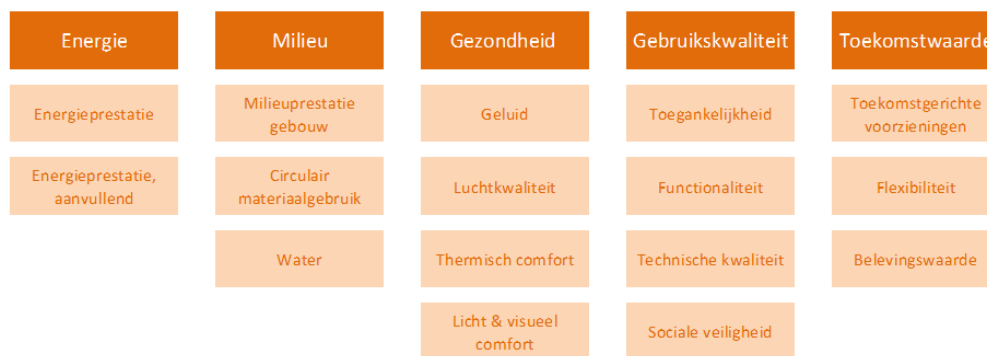 Energie
Milieu
Gezondheid
Gebruikskwaliteit
Toekomstwaarde
Energieprestatie
Milieuprestatie
gebouw
Geluid
Toegankelijkheid
Toekomstgerichte
voorzieningen
Energieprestatie,
aanvullend
Circulair
materiaalgebruik
Luchtkwaliteit
Functionaliteit
Flexibiliteit
Water
Thermisch comfort
Technische kwaliteit
Belevingswaarde
Licht & visueel
comfort
Sociale veiligheid